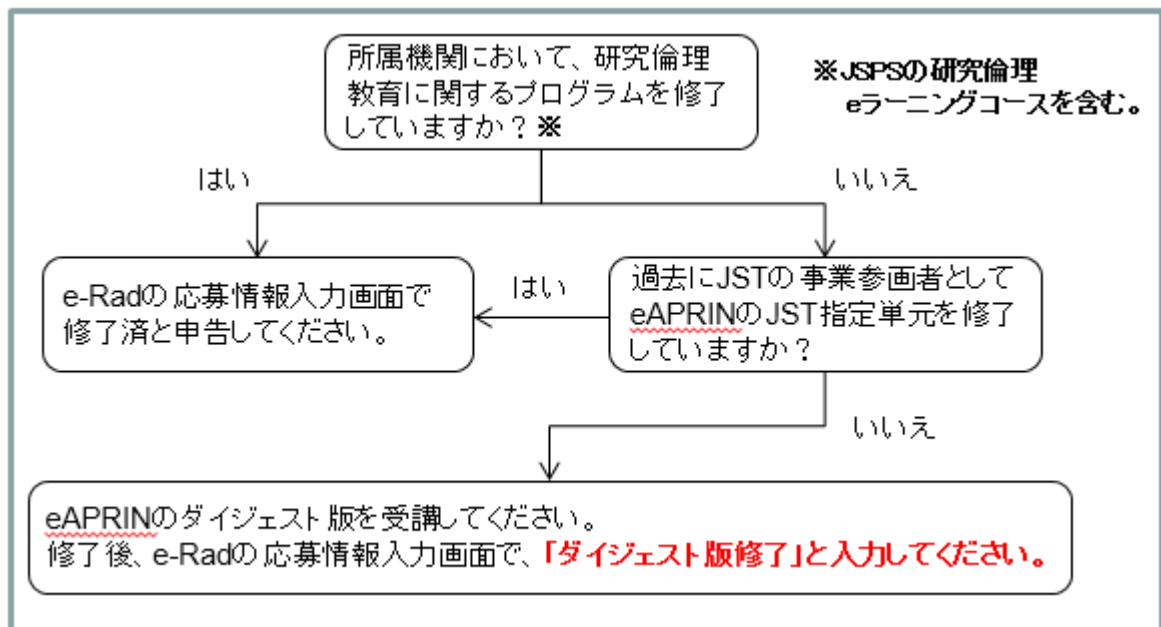 所属機関において、研究倫理
教育に関するプログラムを修了
していますか？※
※JSPSの研究倫理
eラーニングコースを含む。
はい
いいえ
e-Radの応募情報入力画面で
修了済と申告してください。
はい
過去にJSTの事業参画者として
eAPRINのJST指定単元を修了
していますか？
いいえ
eAPRINのダイジェスト版を受講してください。
修了後、e-Radの応募情報入力画面で、「ダイジェスト版修了」と入力してください。